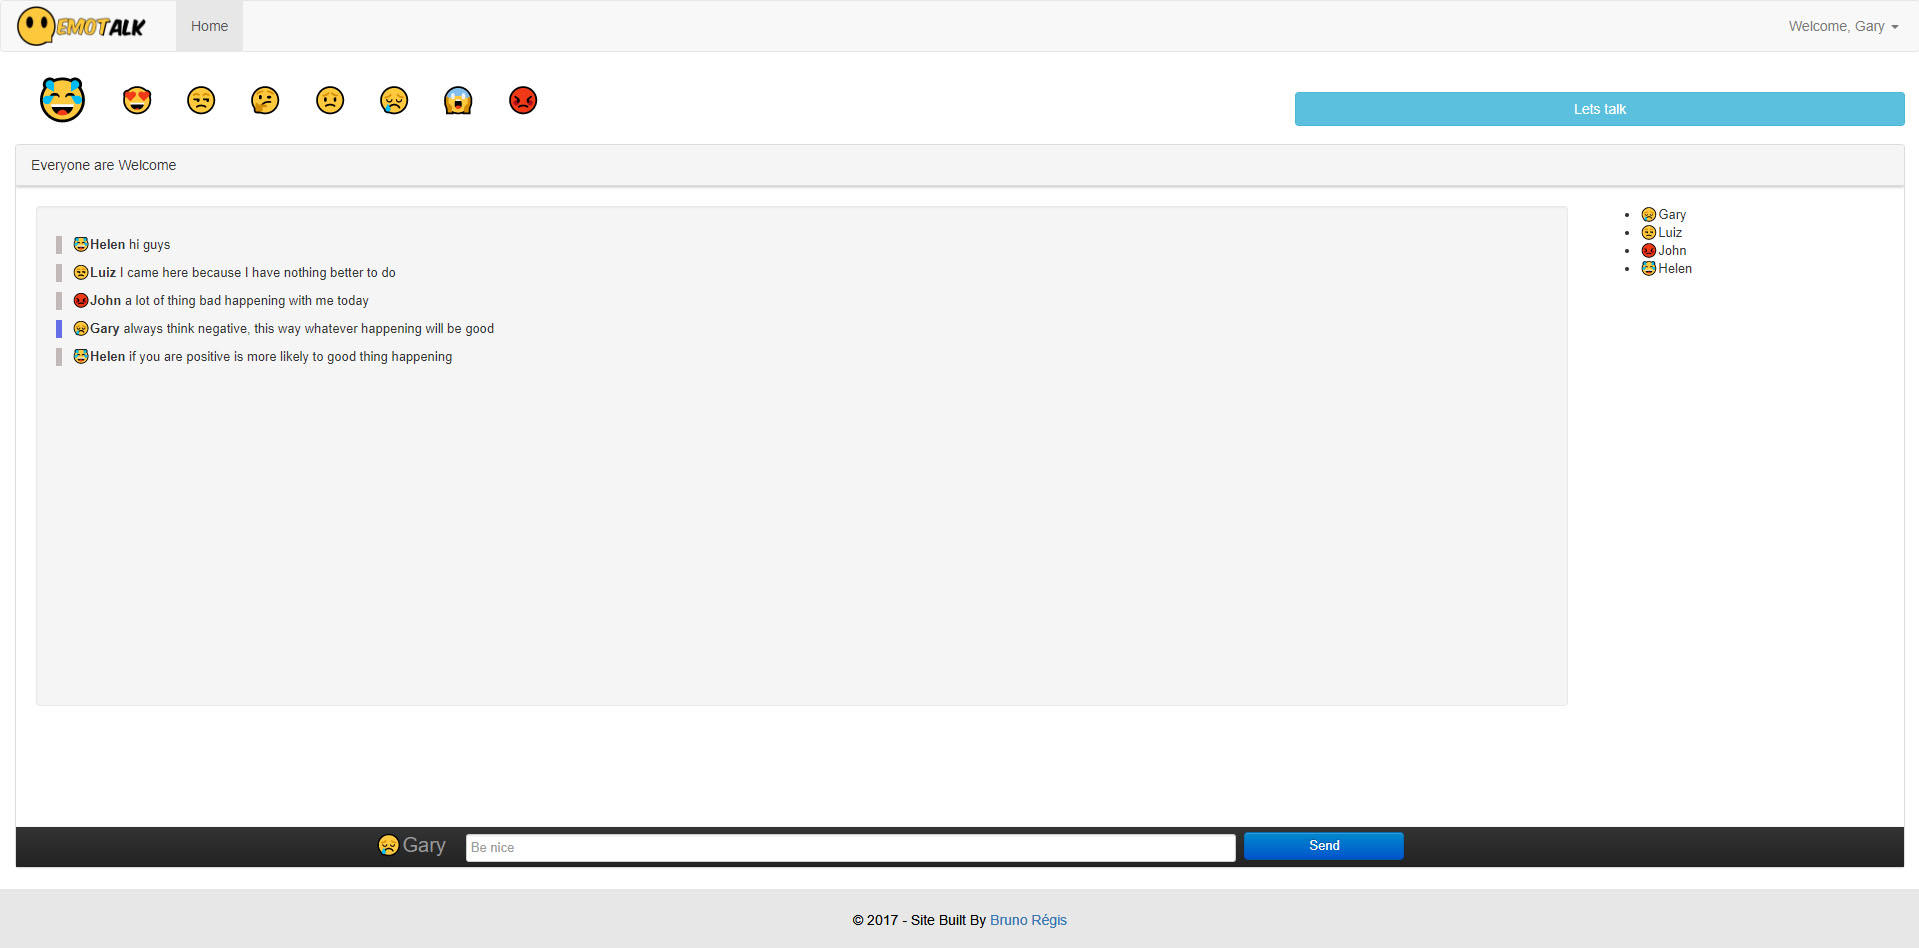 EMOTALK
Home
Welcome, Gary
Lets talk
Everyone are Welcome
Helen hi guys
Luiz I came here because I have nothing better to do
John a lot of thing bad happening with me today
Gary always think negative, this way whatever happening will be good
Helen if you are positive is more likely to good thing happening
Gary
Luiz
John
Helen
Gary
Be nice
Send
© 2017 - Site Built By Bruno Régis